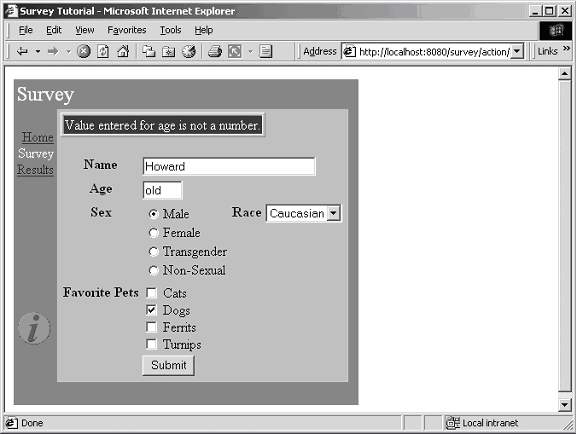 Survey Tutorial - Microsoft Internet Explorer
File Edit View Favorites Tools Help
Address http://localhost:8080/survey/action/ Links »
Survey
Value entered for age is not a number.
Home
Survey
Results
Name Howard
Age old
Sex Male Race Caucasian
Female
Transgender
Non-Sexual
Favorite Pets Cats
Dogs
Ferrits
Turnips
Submit
i
Done Local intranet